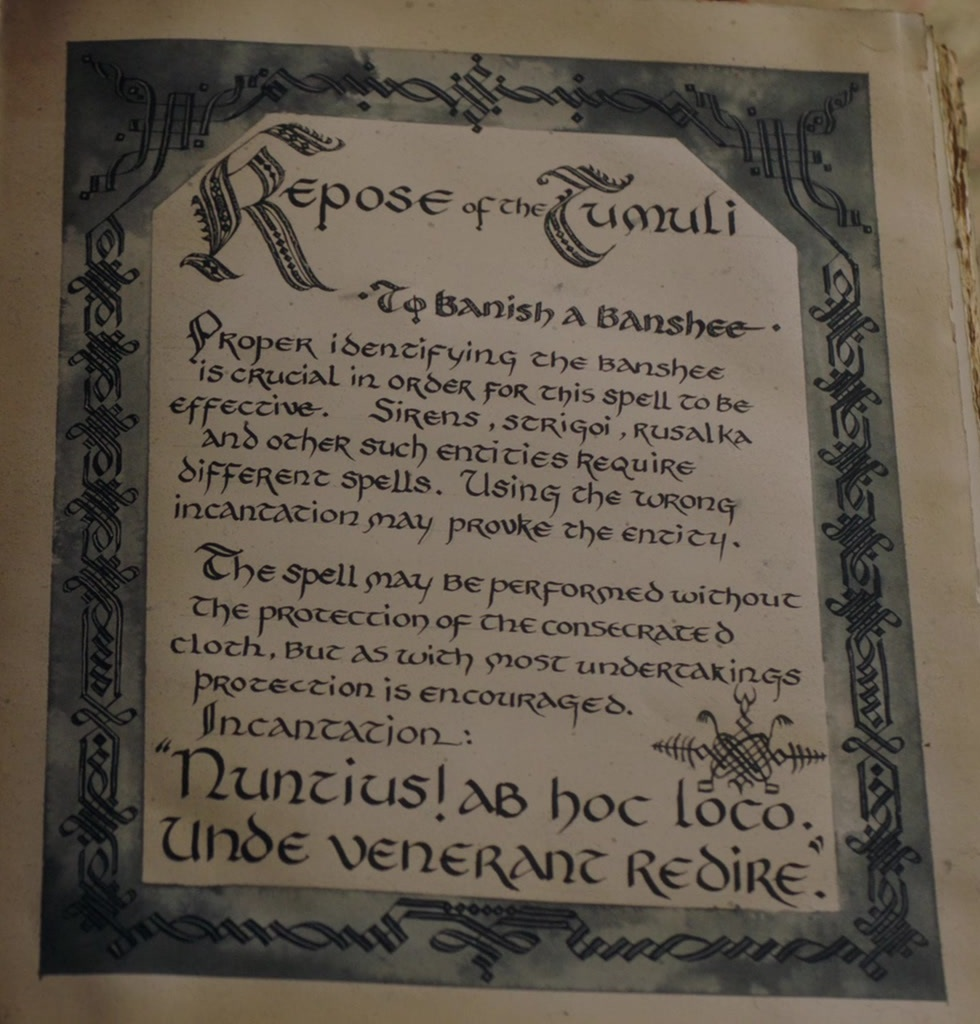 Repose of the Tumuli
·To Banish a Banshee·
Proper identifying the Banshee
is crucial in order for this spell to be
effective. Sirens, strigoi, rusalka
and other such entities require
different spells. Using the wrong
incantation may provke the entity.
The spell may be performed without
the protection of the consecrated
cloth, but as with most undertakings
protection is encouraged.
Incantation:
"Nuntius! ab hoc loco.
Unde venerant redire."